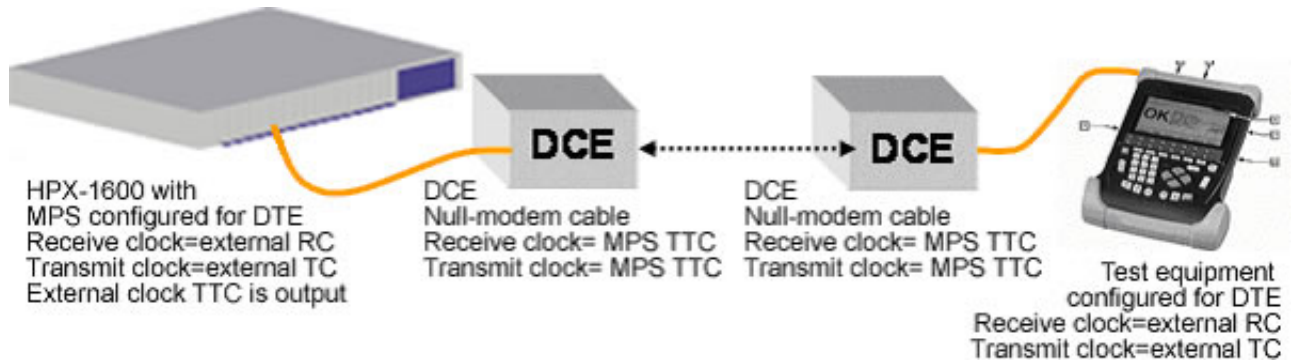 DCE
DCE
OK
HPX-1600 with
MPS configured for DTE
Receive clock=external RC
Transmit clock=external TC
External clock TTC is output
DCE
Null-modem cable
Receive clock= MPS TTC
Transmit clock= MPS TTC
DCE
Null-modem cable
Receive clock= MPS TTC
Transmit clock= MPS TTC
Test equipment
configured for DTE
Receive clock=external RC
Transmit clock=external TC